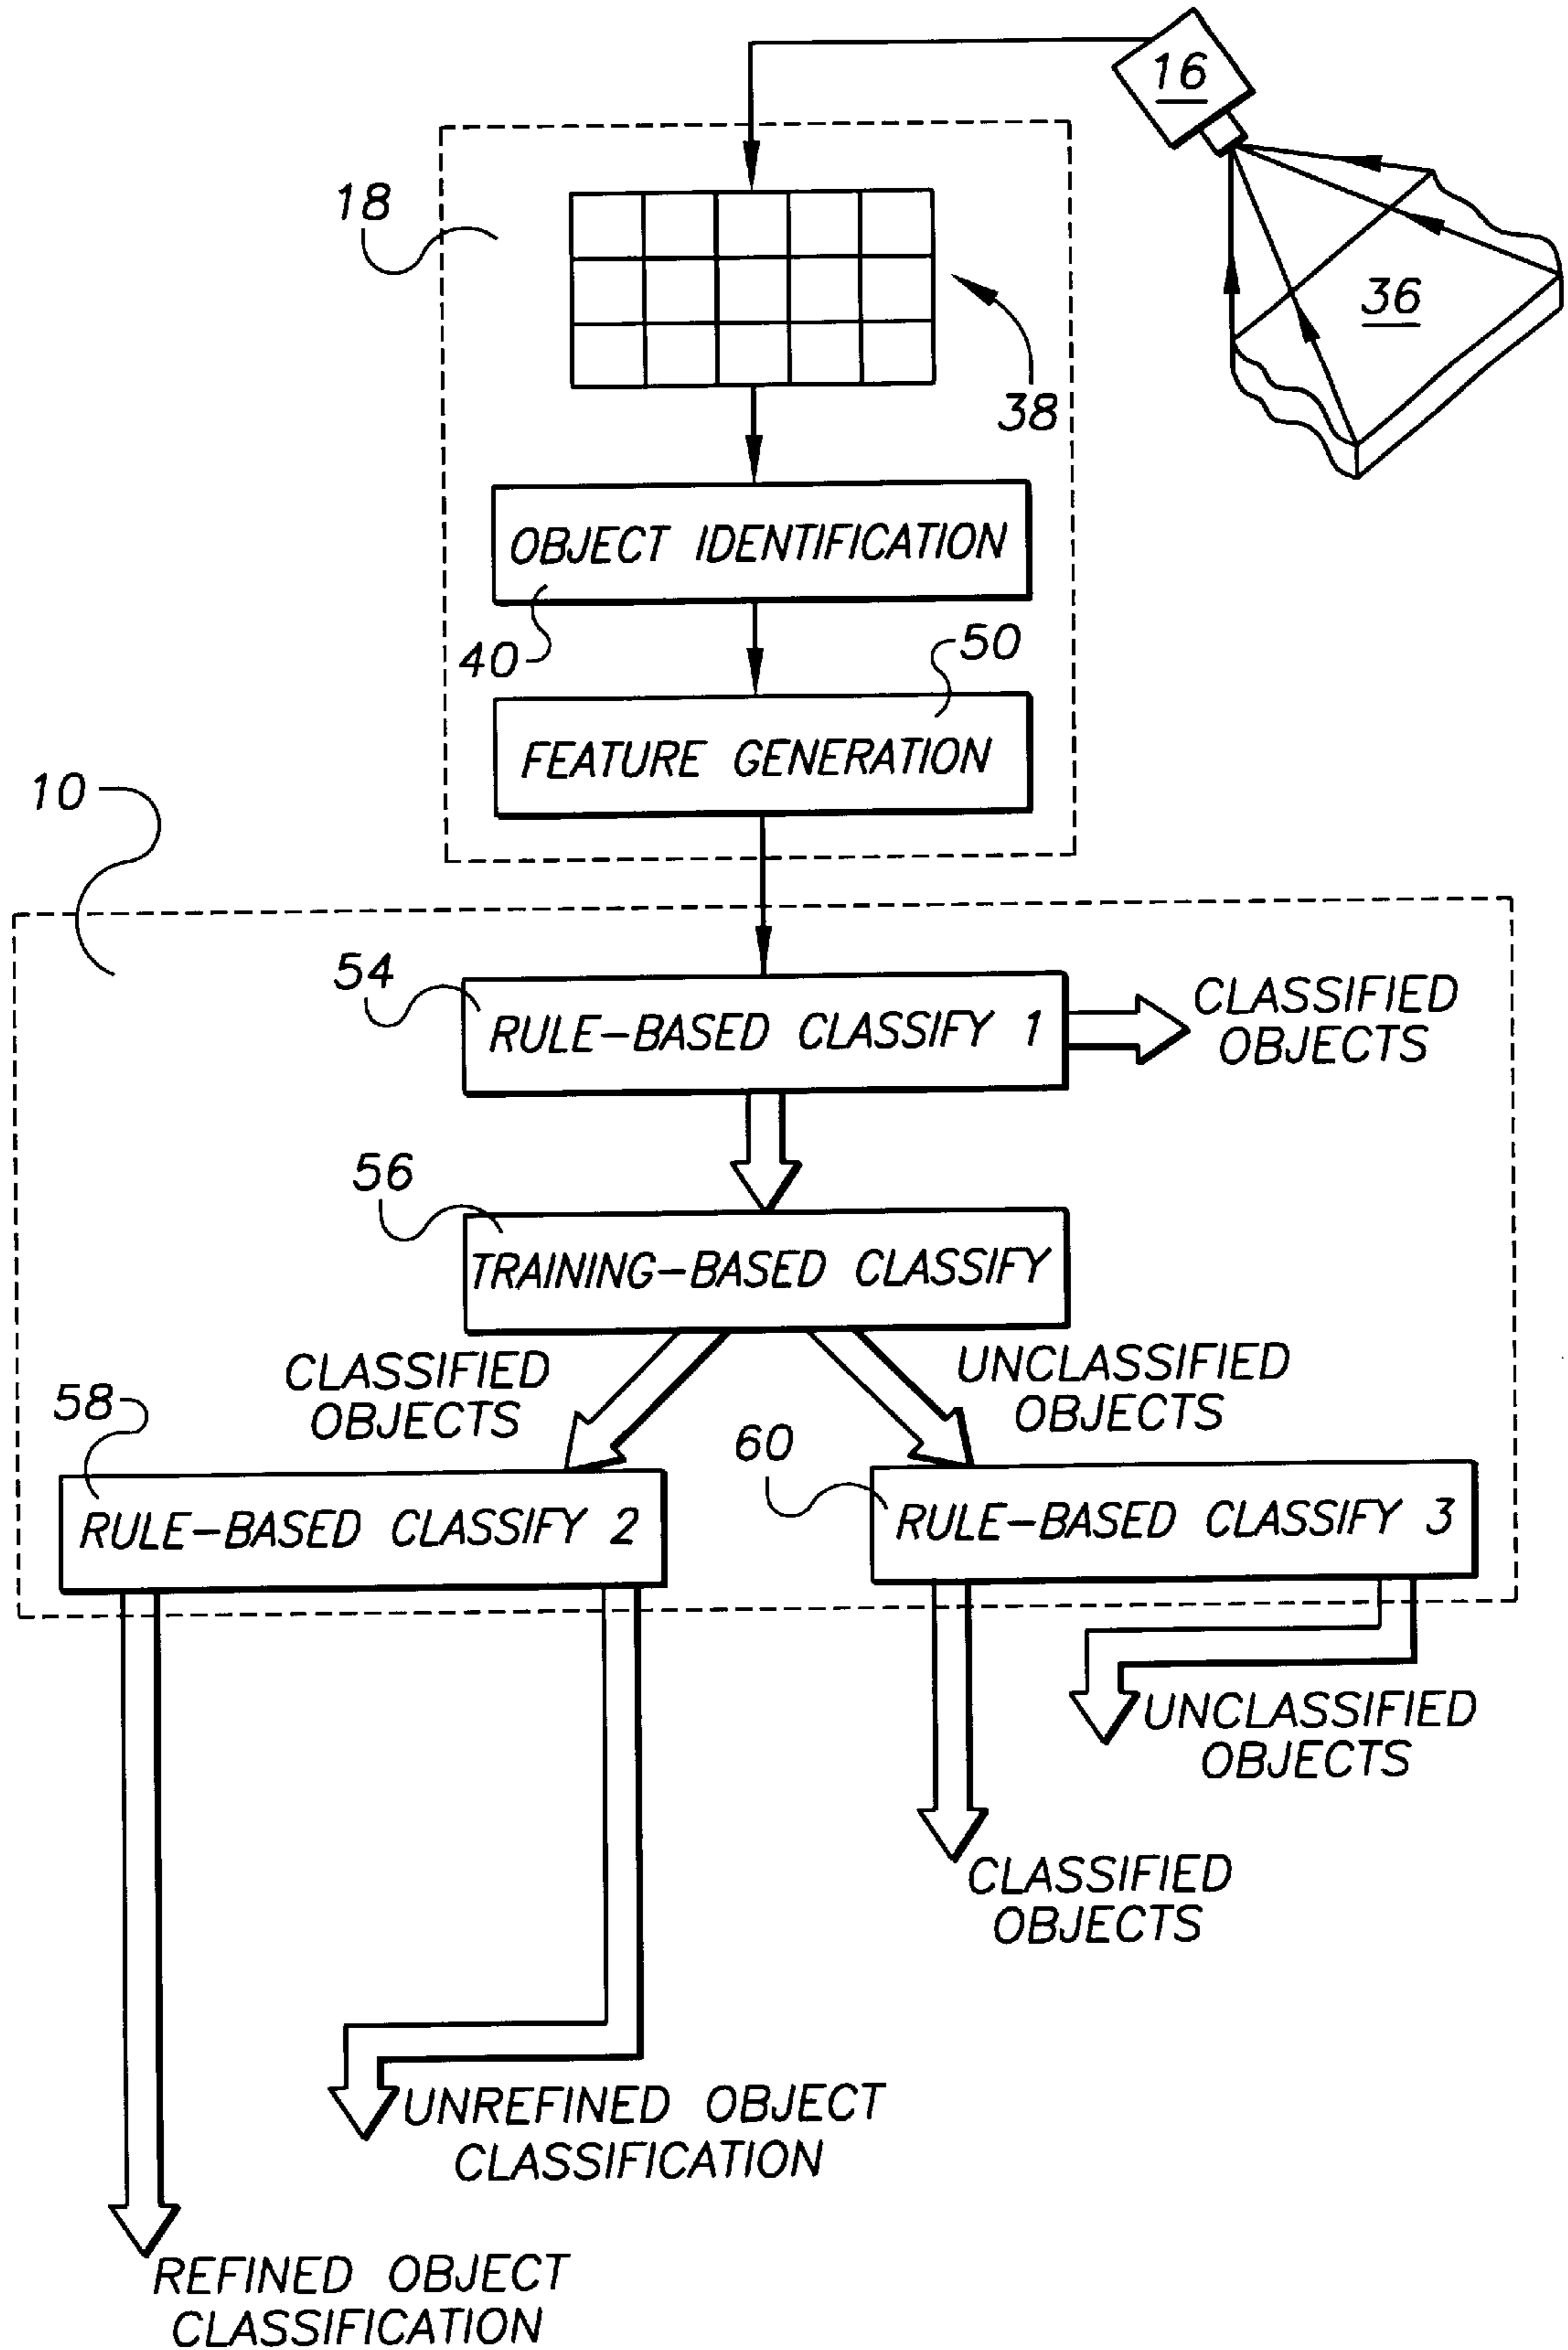 16
18
36
38
OBJECT IDENTIFICATION
40
50
FEATURE GENERATION
10
54
RULE-BASED CLASSIFY 1
CLASSIFIED
OBJECTS
56
TRAINING-BASED CLASSIFY
CLASSIFIED
OBJECTS
UNCLASSIFIED
OBJECTS
58
60
RULE-BASED CLASSIFY 2
RULE-BASED CLASSIFY 3
UNCLASSIFIED
OBJECTS
CLASSIFIED
OBJECTS
UNREFINED OBJECT
CLASSIFICATION
REFINED OBJECT
CLASSIFICATION